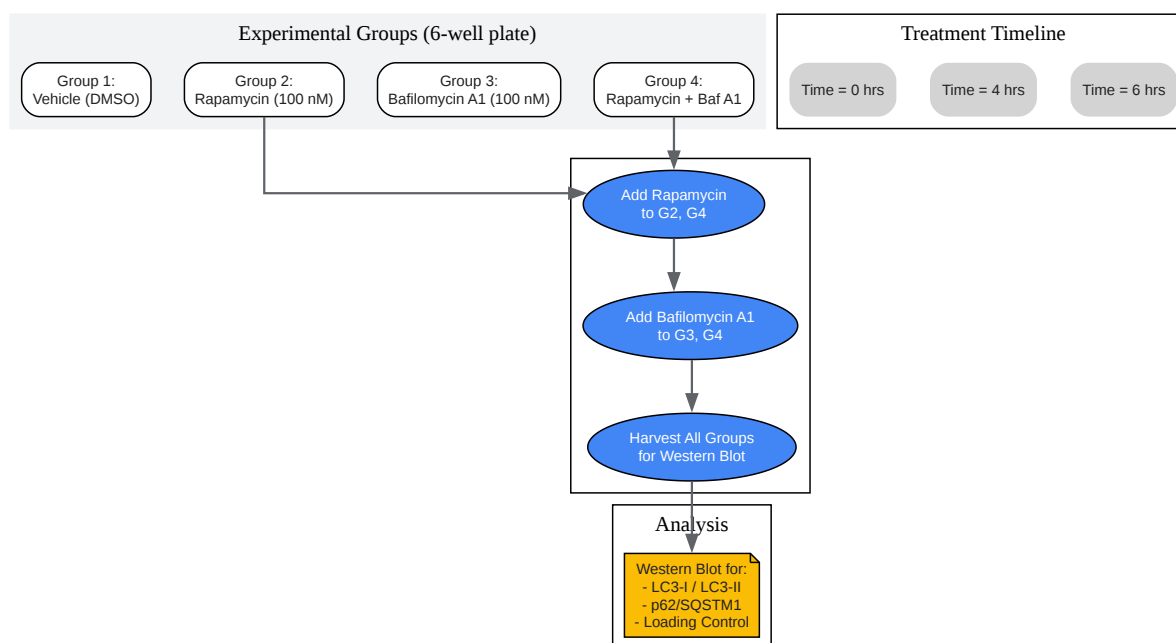 Experimental Groups (6-well plate)
Group 1:
Vehicle (DMSO)
Group 2:
Rapamycin (100 nM)
Group 3:
Bafilomycin A1 (100 nM)
Group 4:
Rapamycin + Baf A1
Treatment Timeline
Time = 0 hrs
Time = 4 hrs
Time = 6 hrs
Add Rapamycin
to G2, G4
Add Bafilomycin A1
to G3, G4
Harvest All Groups
for Western Blot
Analysis
Western Blot for:
- LC3-I / LC3-II
- p62/SQSTM1
- Loading Control